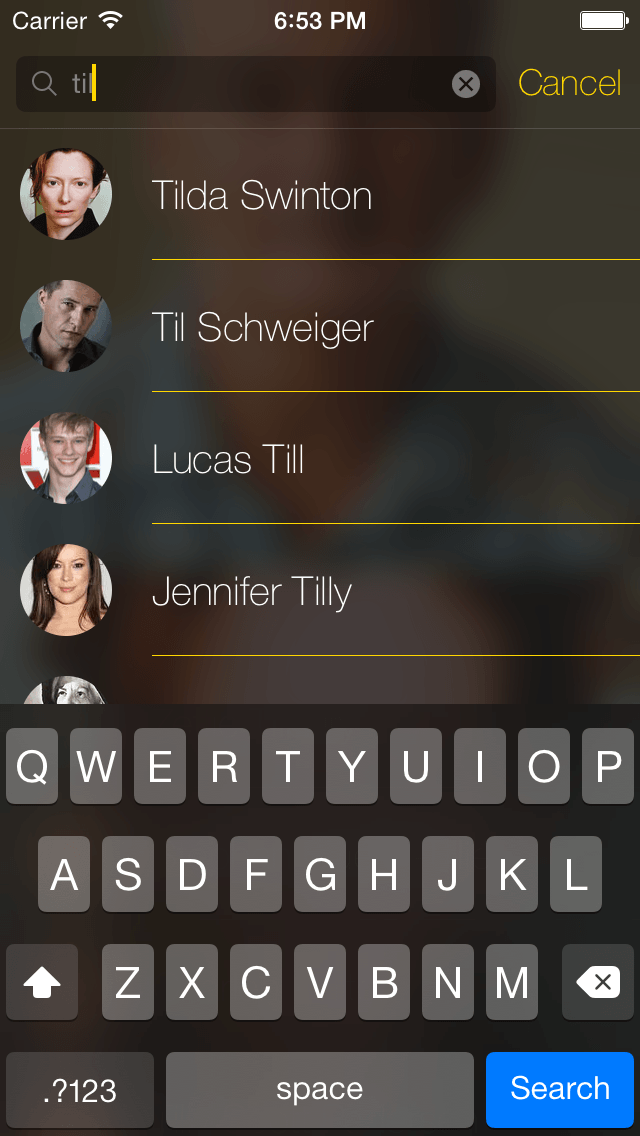 Carrier 6:53 PM
til Cancel
Tilda Swinton
Til Schweiger
Lucas Till
Jennifer Tilly
Q W E R T Y U I O P
A S D F G H J K L
Z X C V B N M
.?123 space Search